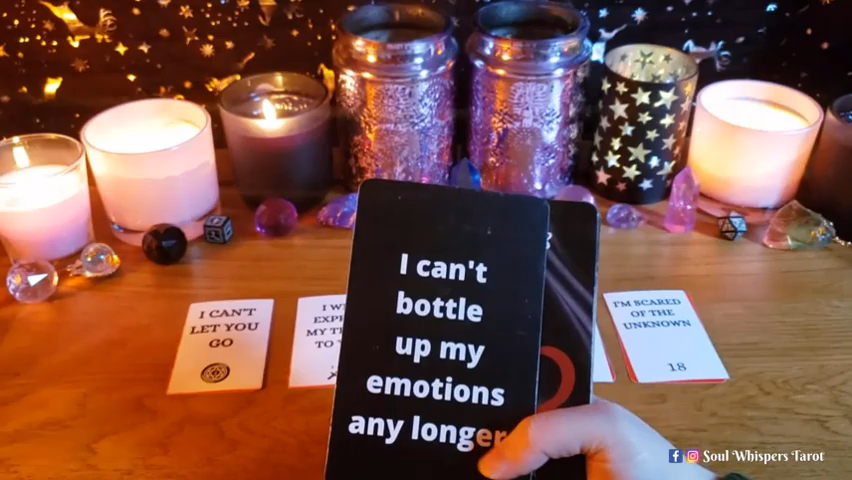 I can't
bottle
up my
emotions
any longer
I CAN'T
LET YOU
GO
I'M SCARED
OF THE
UNKNOWN
18
Soul Whispers Tarot